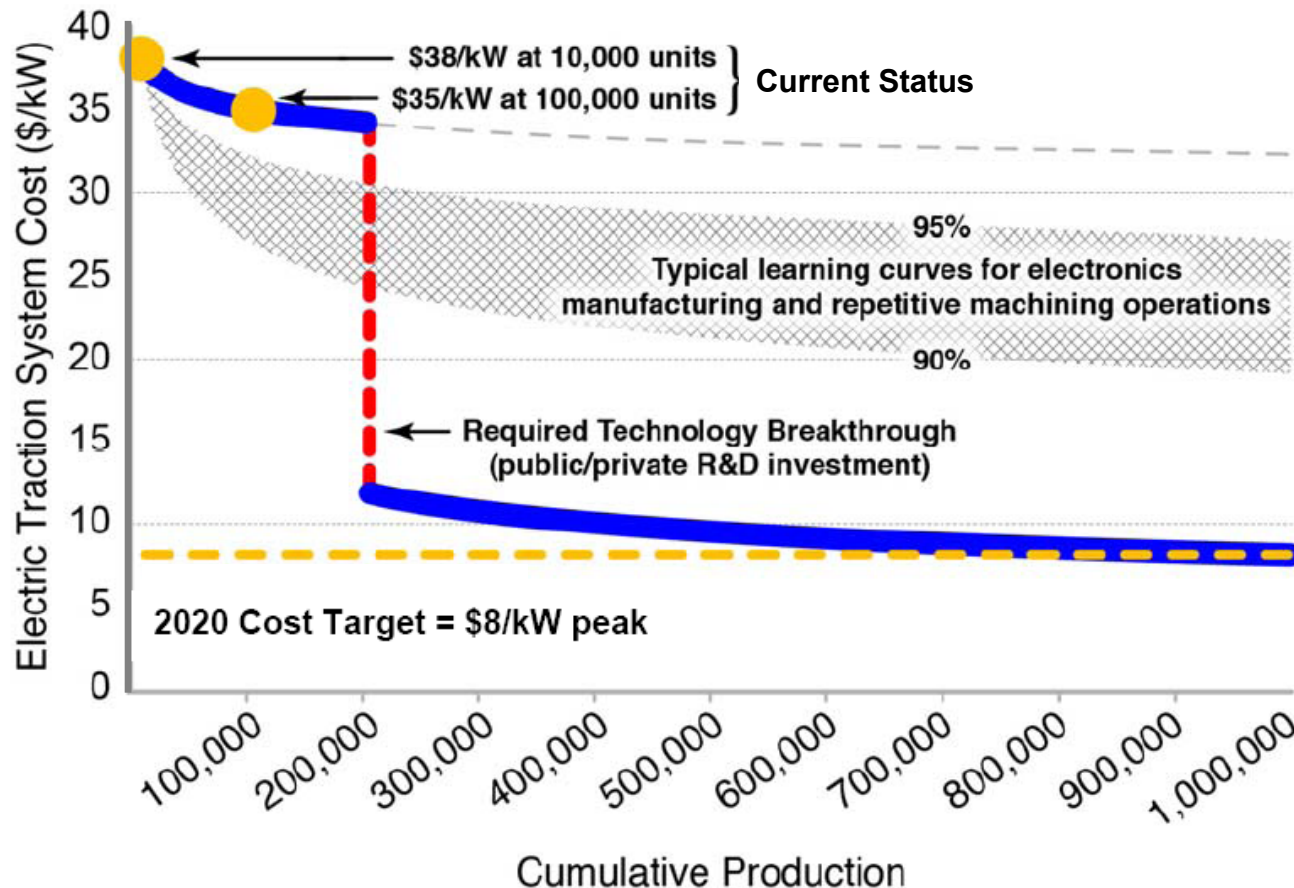 Electric Traction System Cost ($/kW)
40
35
30
25
20
15
10
5
0
$38/kW at 10,000 units
$35/kW at 100,000 units
Current Status
95%
Typical learning curves for electronics
manufacturing and repetitive machining operations
90%
Required Technology Breakthrough
(public/private R&D investment)
2020 Cost Target = $8/kW peak
100,000
200,000
300,000
400,000
500,000
600,000
700,000
800,000
900,000
1,000,000
Cumulative Production